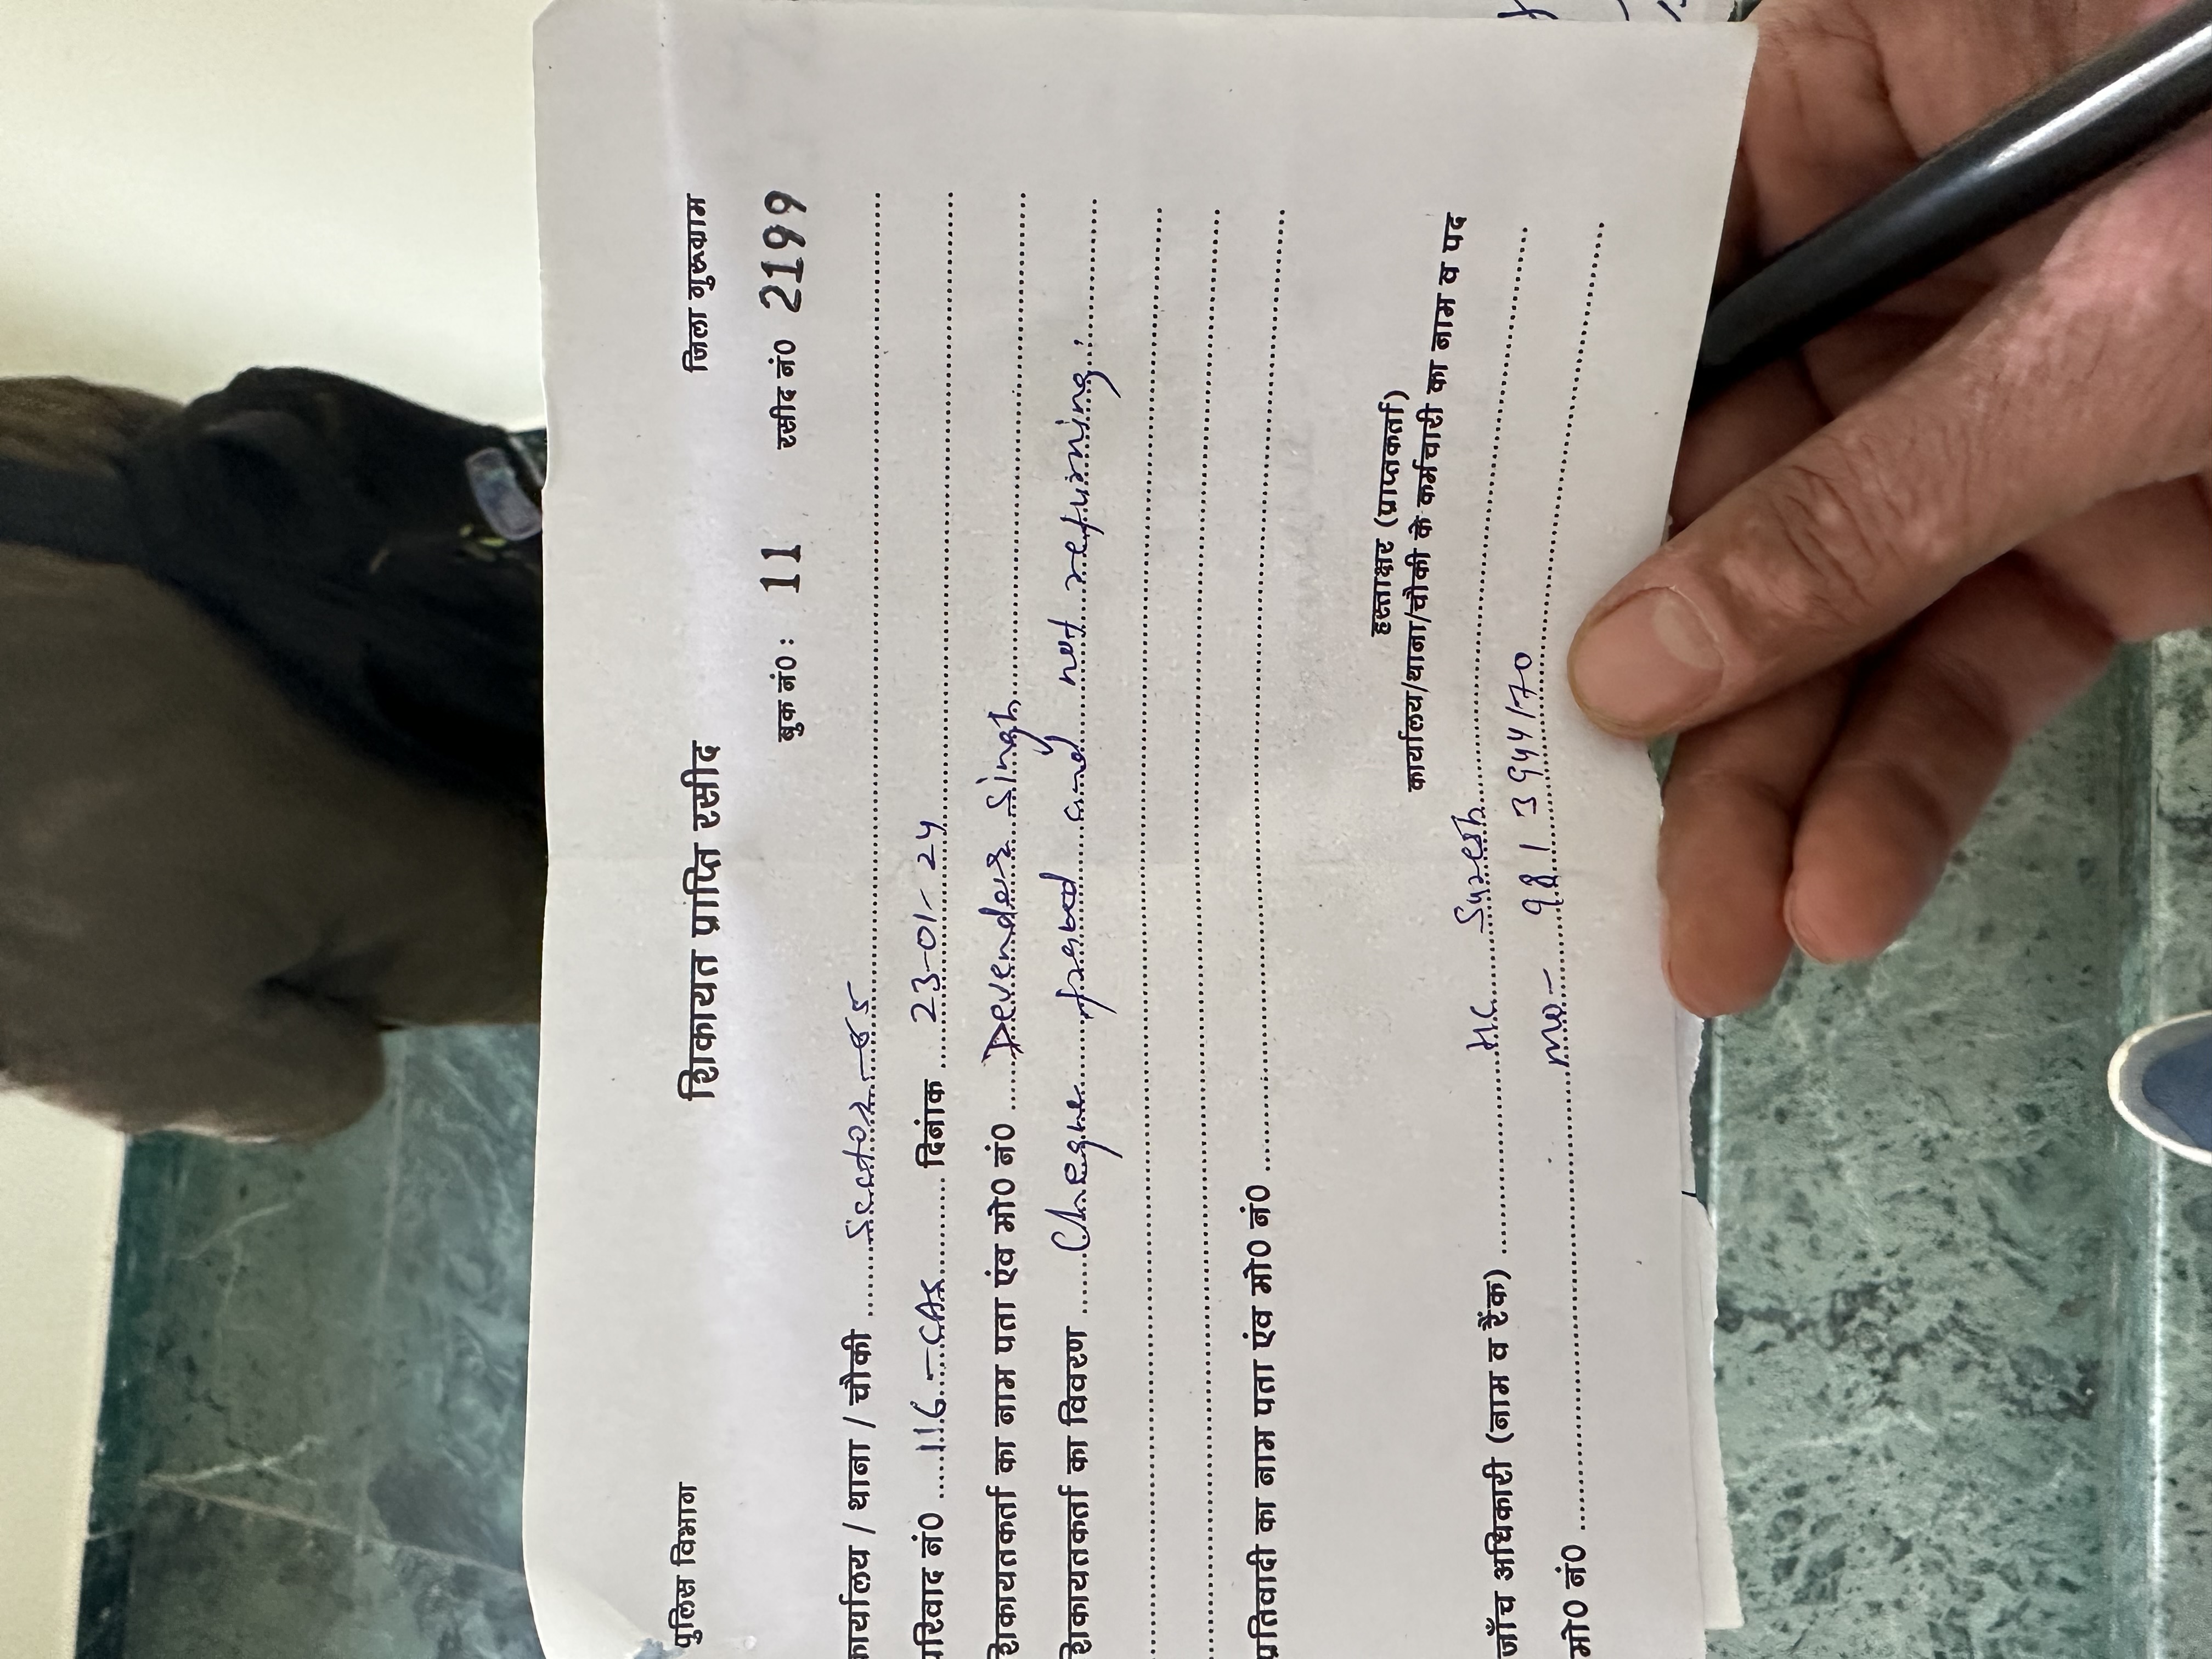 पुलिस विभाग शिकायत प्राप्ति रसीद जिला गुरूग्राम
बुक नं0 : 11 रसीद नं0 2199
कार्यालय / थाना / चौकी Sector-65
परिवाद नं0 116-CAS दिनांक 23-01-24
शिकायतकर्ता का नाम पता एंव मो0 नं0 Devender Singh
शिकायतकर्ता का विवरण Cheque and not returning.
प्रतिवादी का नाम पता एंव मो0 नं0
हस्ताक्षर (प्राप्तकर्ता)
कार्यालय/थाना/चौकी के कर्मचारी का नाम व पद
जाँच अधिकारी (नाम व रैंक) HC Suresh
मो0 नं0 mo- 9813944170